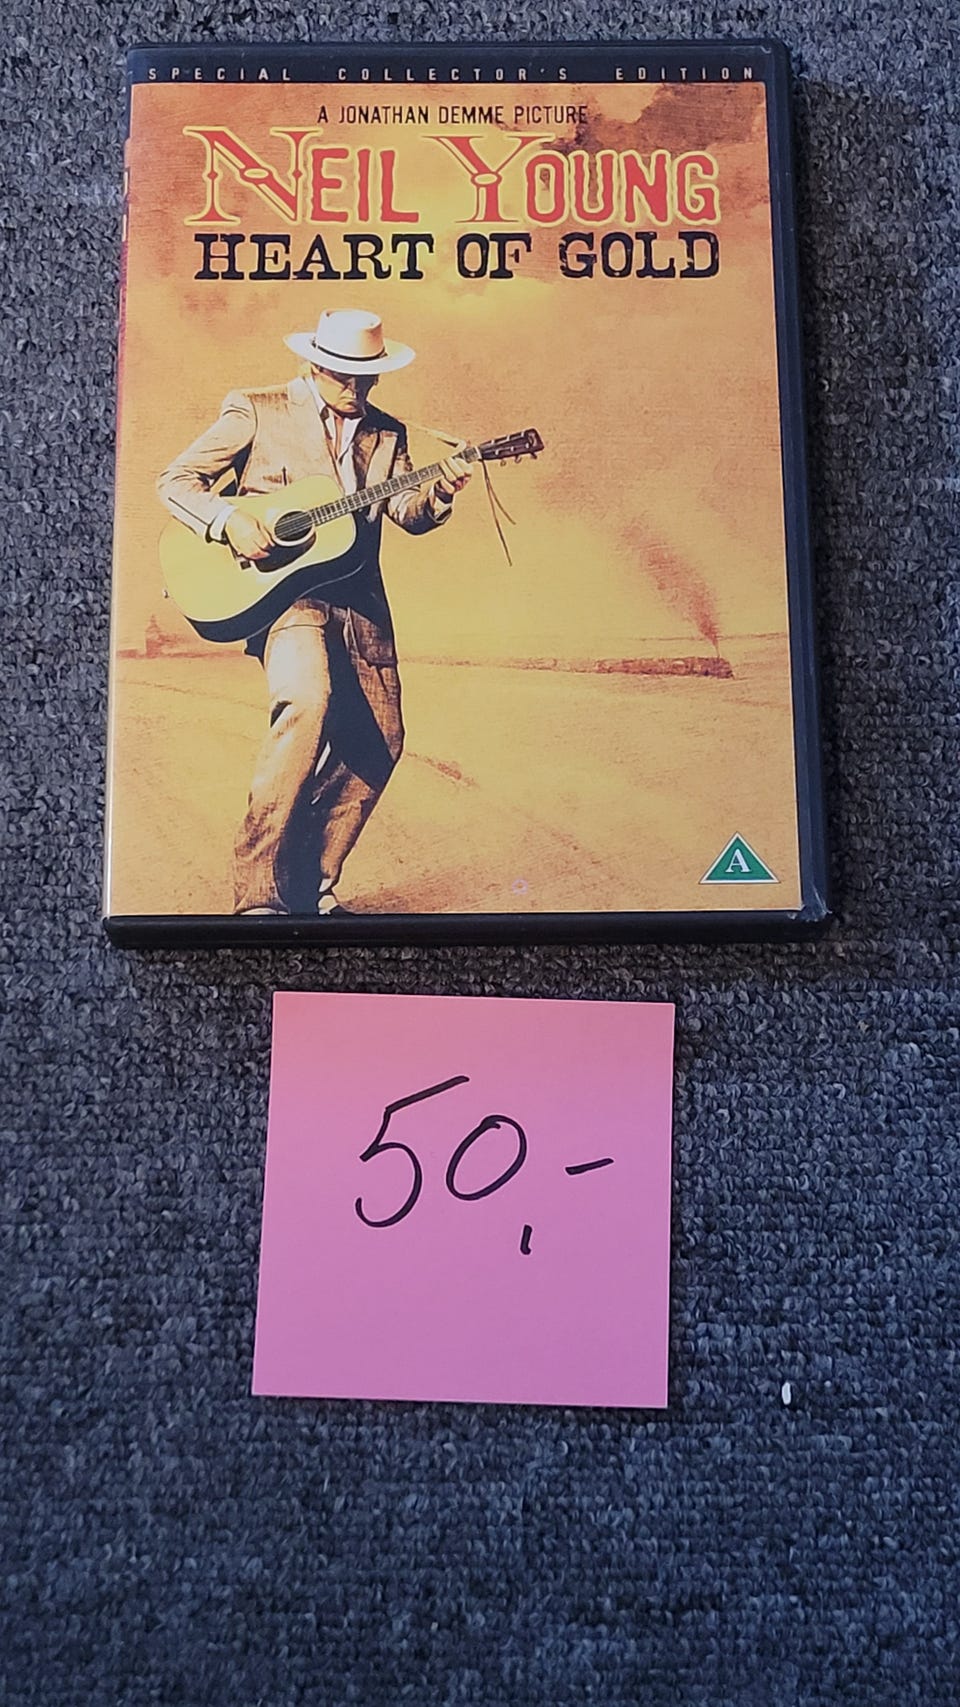 SPECIAL COLLECTOR'S EDITION
A JONATHAN DEMME PICTURE
NEIL YOUNG
HEART OF GOLD
A
50,-